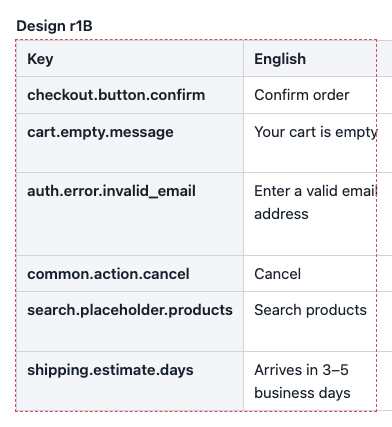 Design r1B
Key English
checkout.button.confirm Confirm order
cart.empty.message Your cart is empty
auth.error.invalid_email Enter a valid email
address
common.action.cancel Cancel
search.placeholder.products Search products
shipping.estimate.days Arrives in 3–5
business days